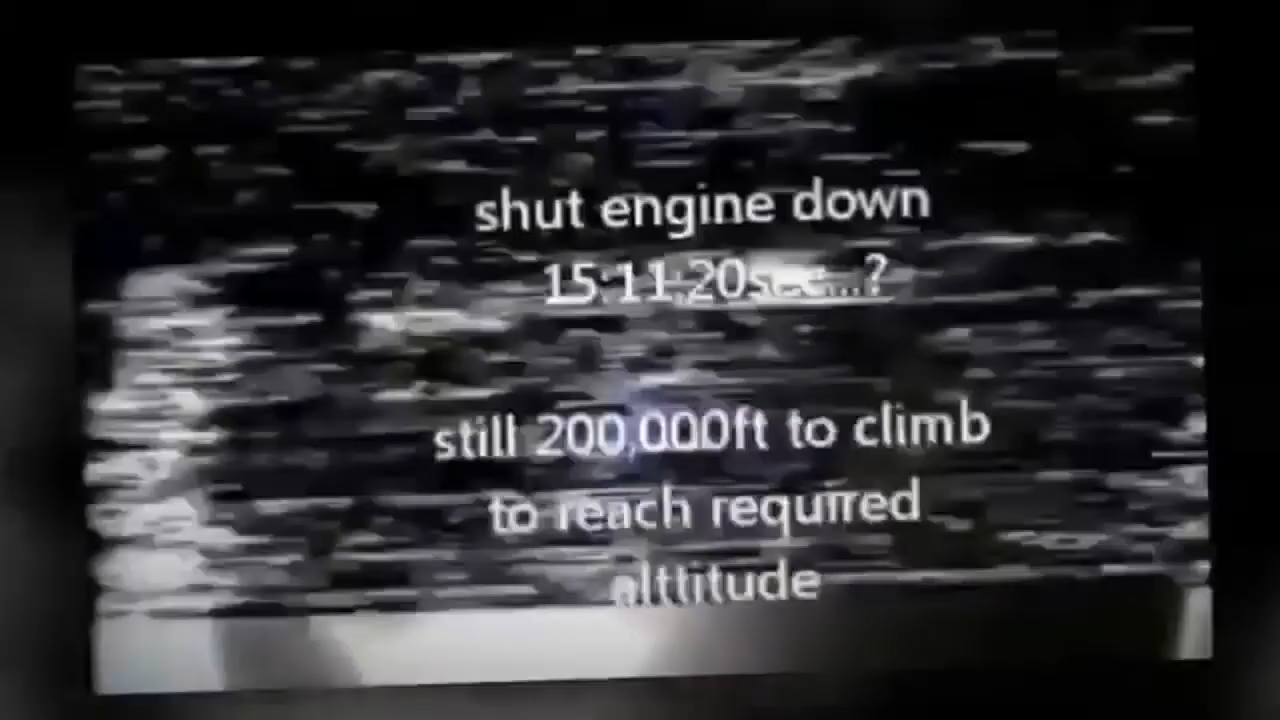 shut engine down
15:11:20sec...?
still 200,000ft to climb
to reach required
alttitude